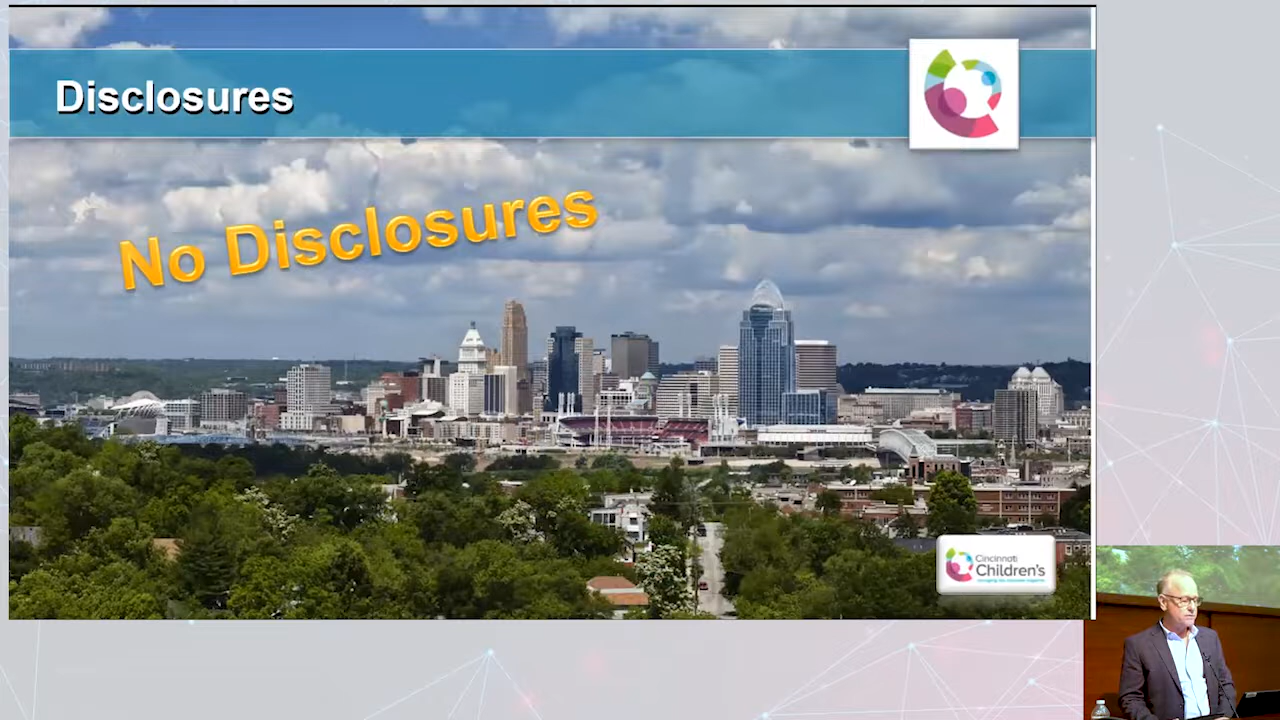 Disclosures
No Disclosures
Cincinnati
Children's